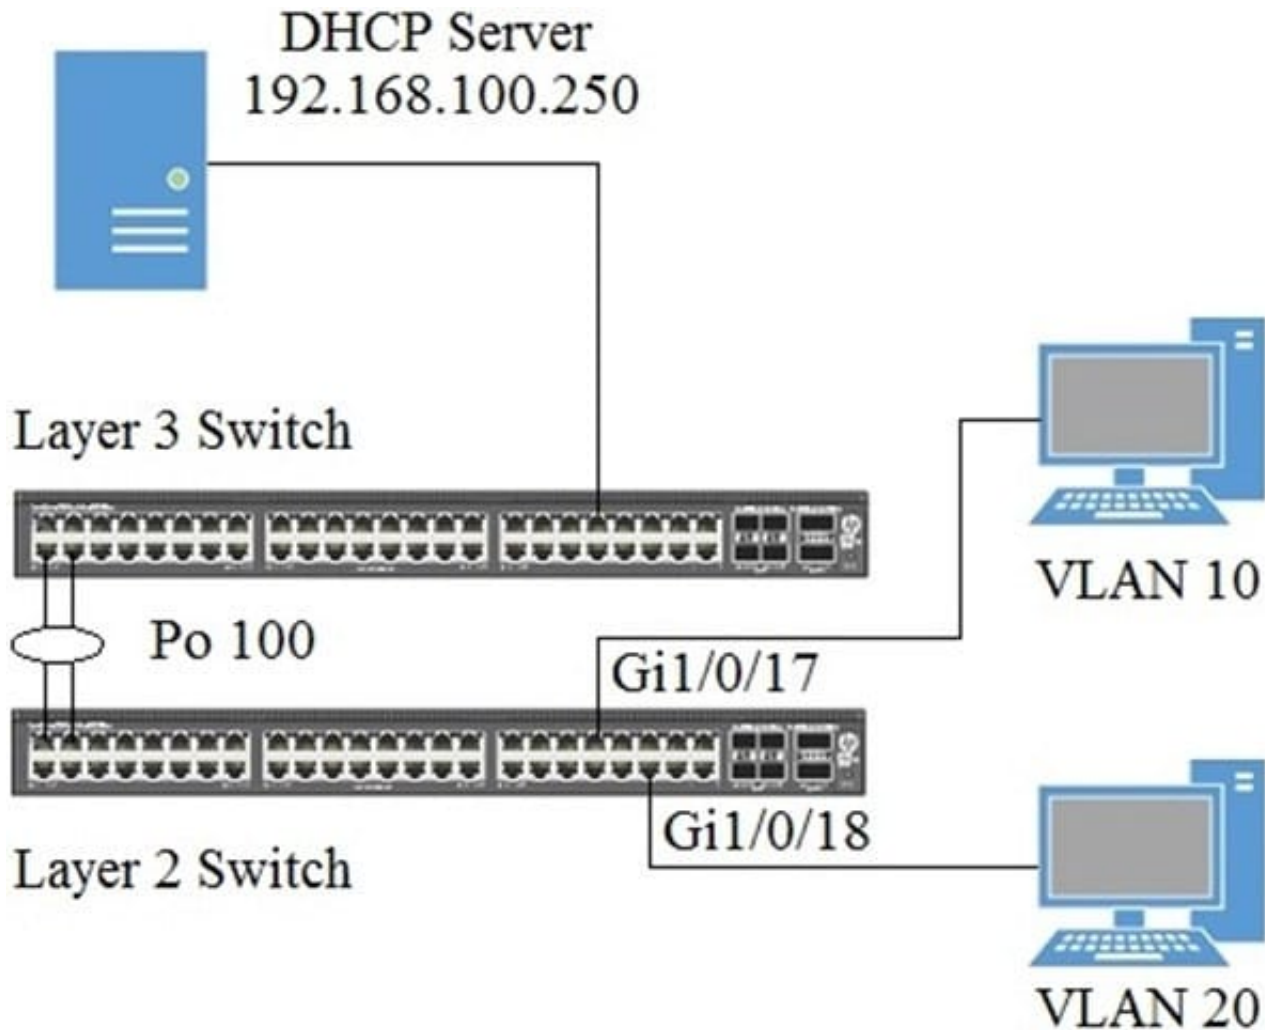 DHCP Server
192.168.100.250
Layer 3 Switch
Po 100
VLAN 10
Gi1/0/17
Gi1/0/18
Layer 2 Switch
VLAN 20